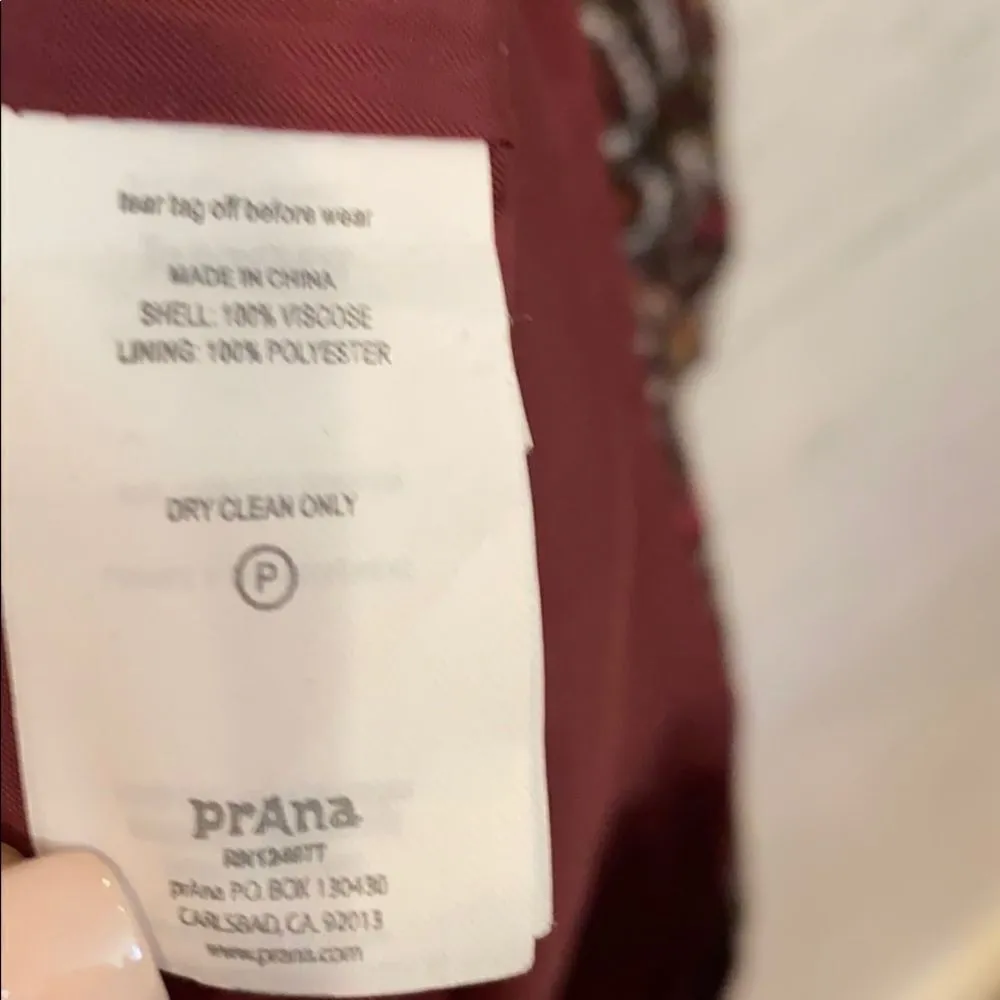 tear tag off before wear
MADE IN CHINA
SHELL: 100% VISCOSE
LINING: 100% POLYESTER
DRY CLEAN ONLY
P
prAna
prAna P.O. BOX 130430
CARLSBAD, CA. 92013
www.prana.com